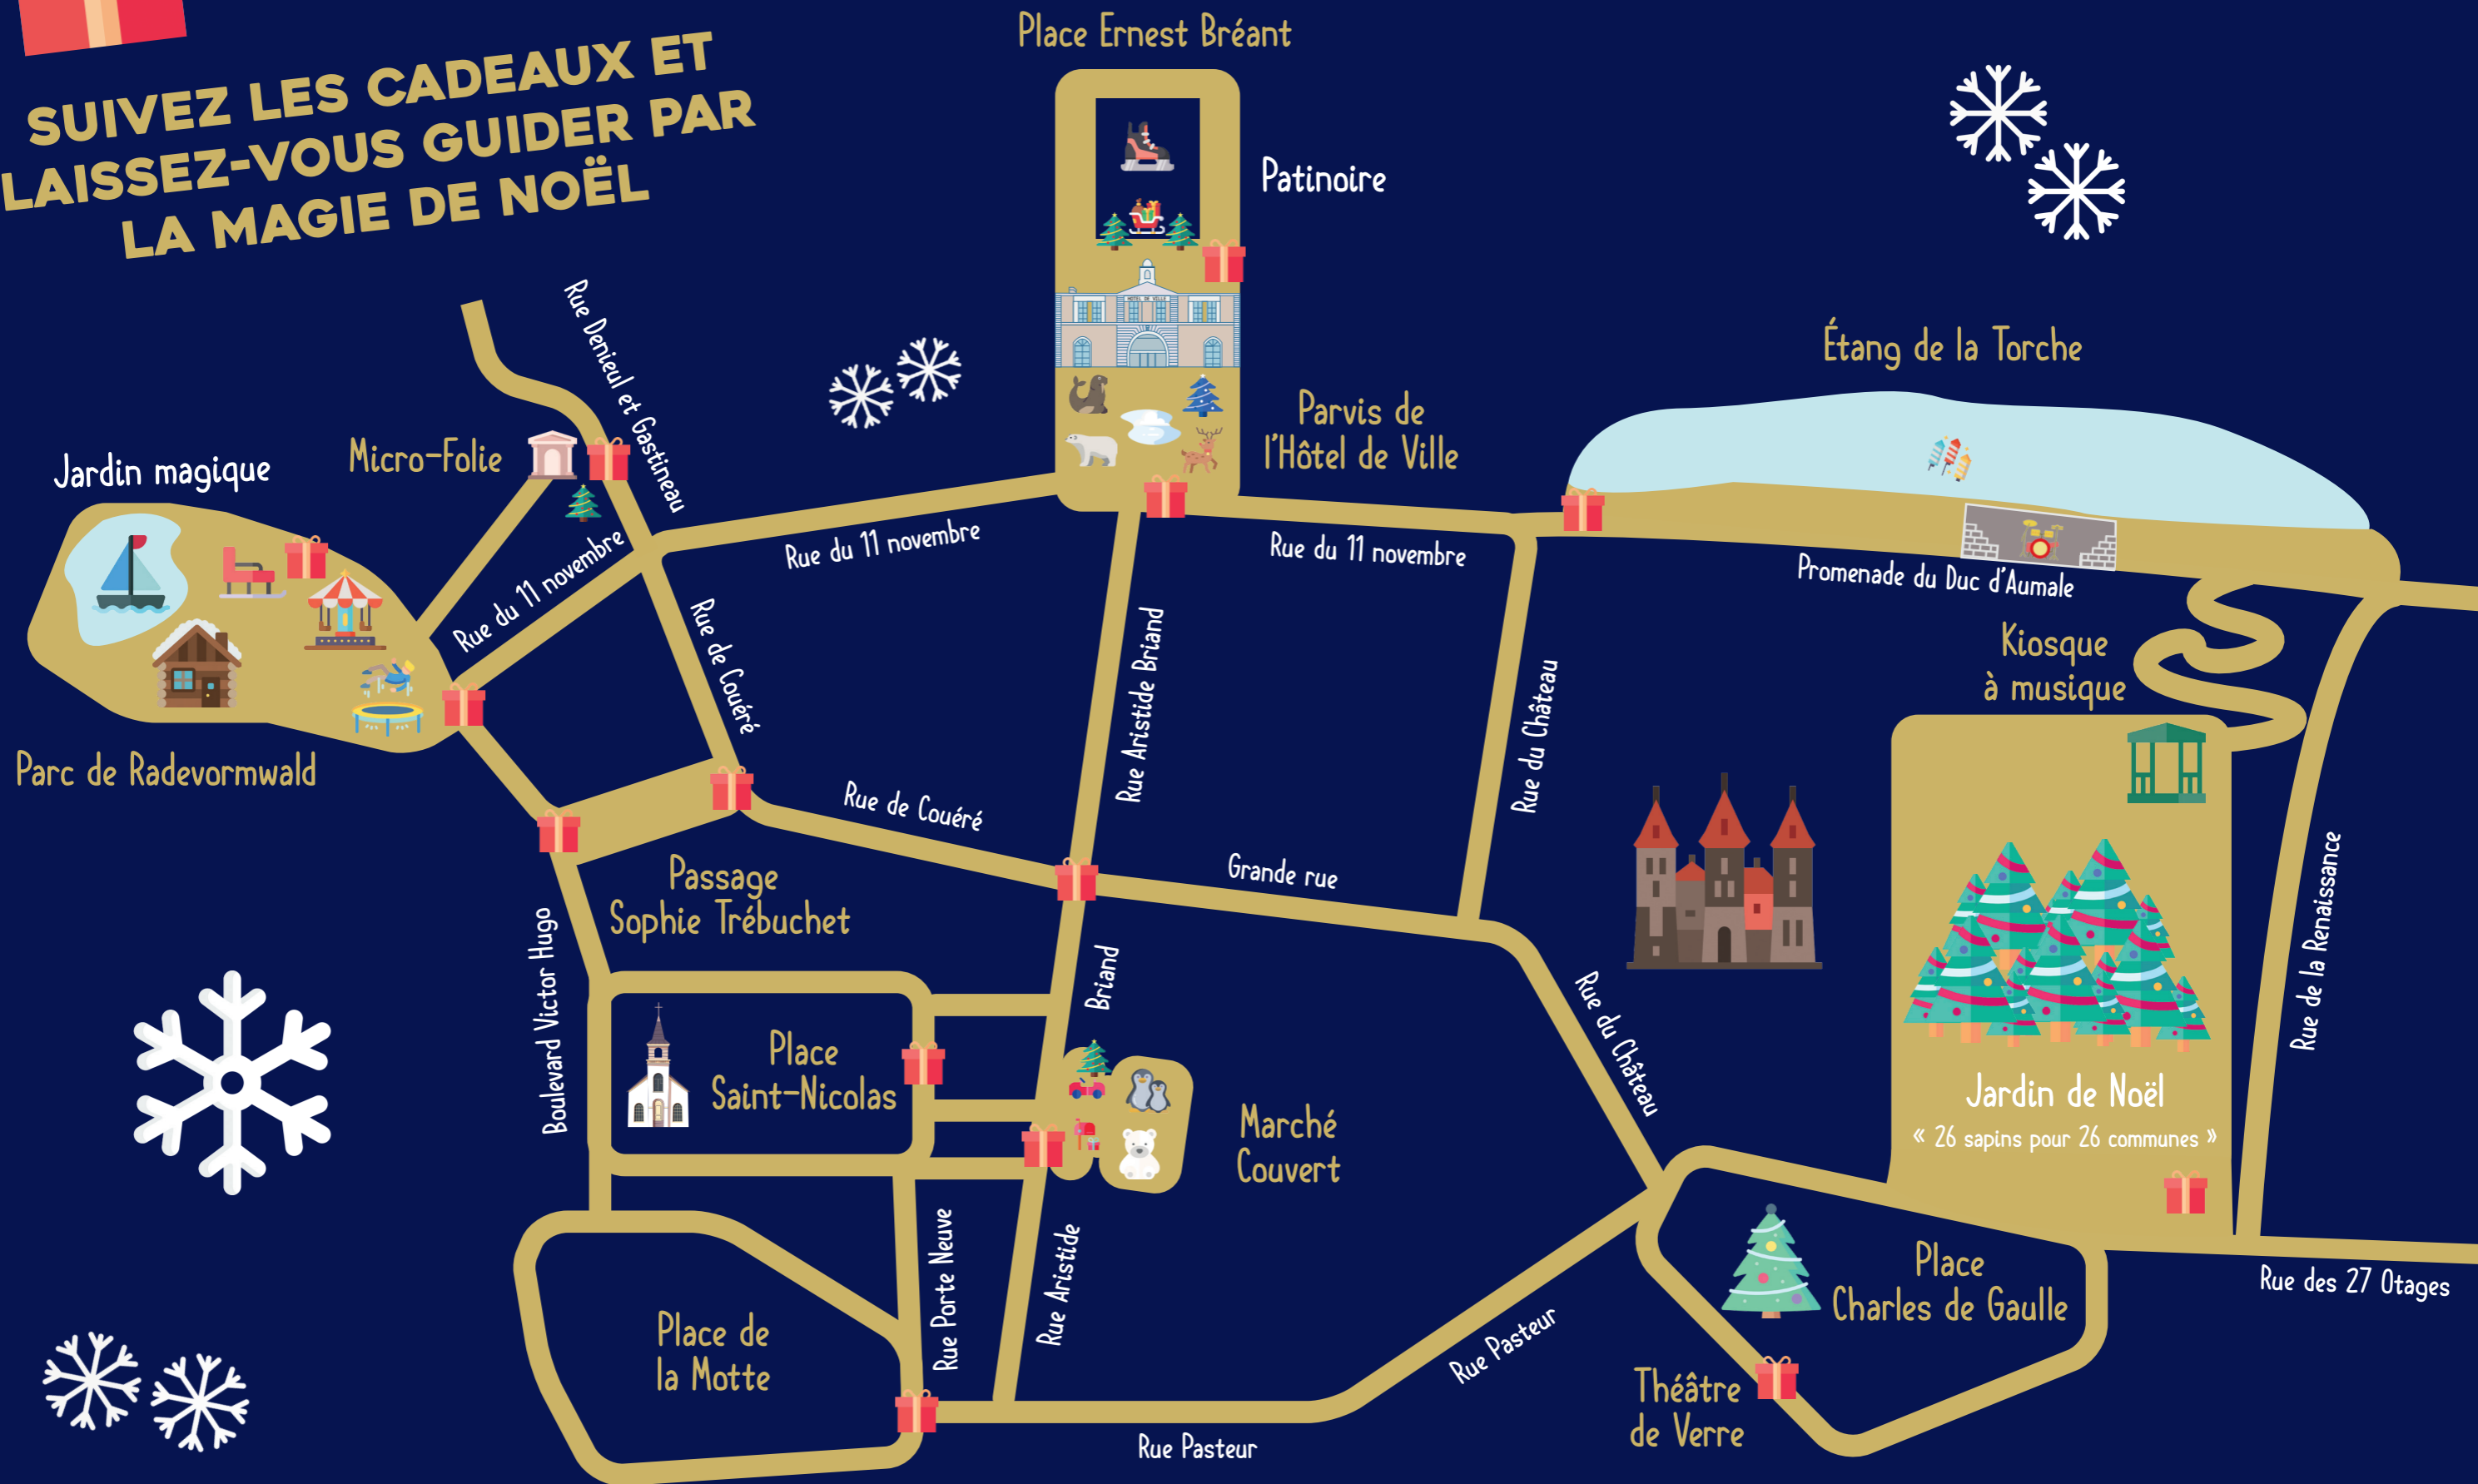 SUIVEZ LES CADEAUX ET
LAISSEZ-VOUS GUIDER PAR
LA MAGIE DE NOËL
Place Ernest Bréant
Patinoire
HOTEL DE VILLE
Parvis de
l'Hôtel de Ville
Étang de la Torche
Rue Denieul et Gastineau
Micro-Folie
Jardin magique
Parc de Radevormwald
Rue du 11 novembre
Rue du 11 novembre
Rue du 11 novembre
Promenade du Duc d'Aumale
Kiosque
à musique
Rue de Couéré
Rue de Couéré
Rue Aristide Briand
Rue du Château
Grande rue
Passage
Sophie Trébuchet
Boulevard Victor Hugo
Place
Saint-Nicolas
Briand
Marché
Couvert
Rue du Château
Rue de la Renaissance
Jardin de Noël
« 26 sapins pour 26 communes »
Place
Charles de Gaulle
Rue des 27 Otages
Rue Porte Neuve
Rue Aristide
Place de
la Motte
Rue Pasteur
Rue Pasteur
Théâtre
de Verre